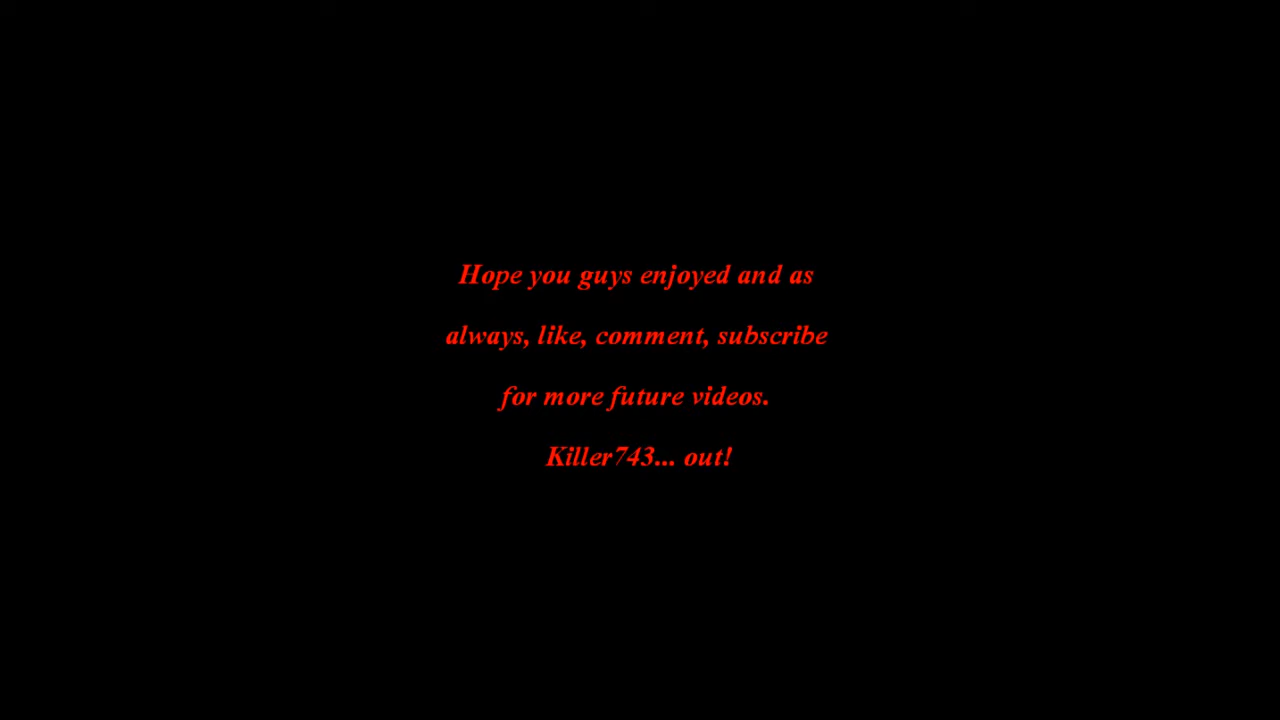 Hope you guys enjoyed and as
always, like, comment, subscribe
for more future videos.
Killer743... out!